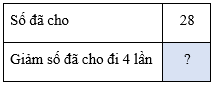 Số đã cho 28
Giảm số đã cho đi 4 lần ?